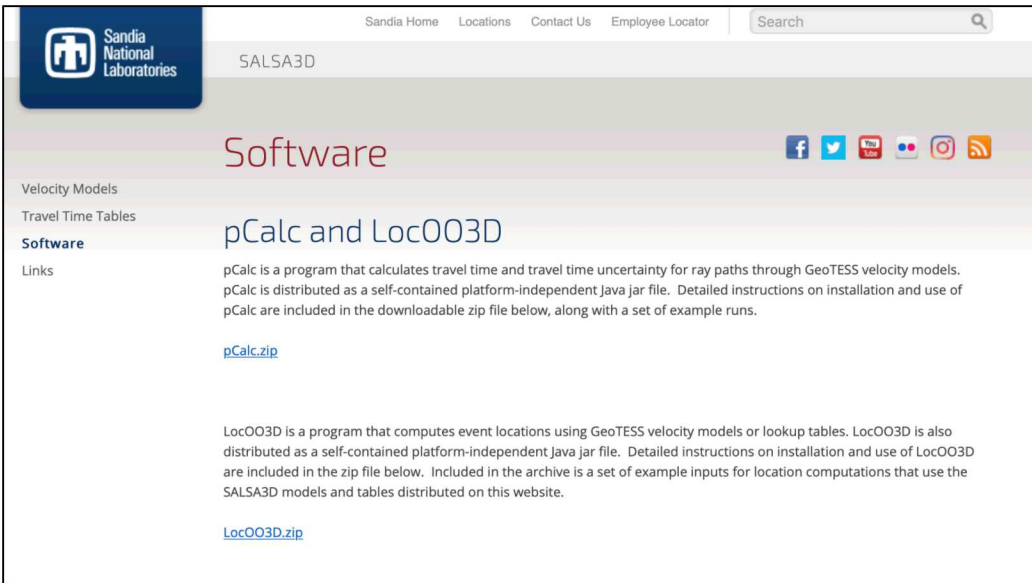 Sandia Home Locations Contact Us Employee Locator Search
Sandia
National
Laboratories
SALSA3D
Software
You
Tube
Velocity Models
Travel Time Tables
Software
Links
pCalc and LocOO3D
pCalc is a program that calculates travel time and travel time uncertainty for ray paths through GeoTESS velocity models.
pCalc is distributed as a self-contained platform-independent Java jar file. Detailed instructions on installation and use of
pCalc are included in the downloadable zip file below, along with a set of example runs.
pCalc.zip
LocOO3D is a program that computes event locations using GeoTESS velocity models or lookup tables. LocOO3D is also
distributed as a self-contained platform-independent Java jar file. Detailed instructions on installation and use of LocOO3D
are included in the zip file below. Included in the archive is a set of example inputs for location computations that use the
SALSA3D models and tables distributed on this website.
LocOO3D.zip